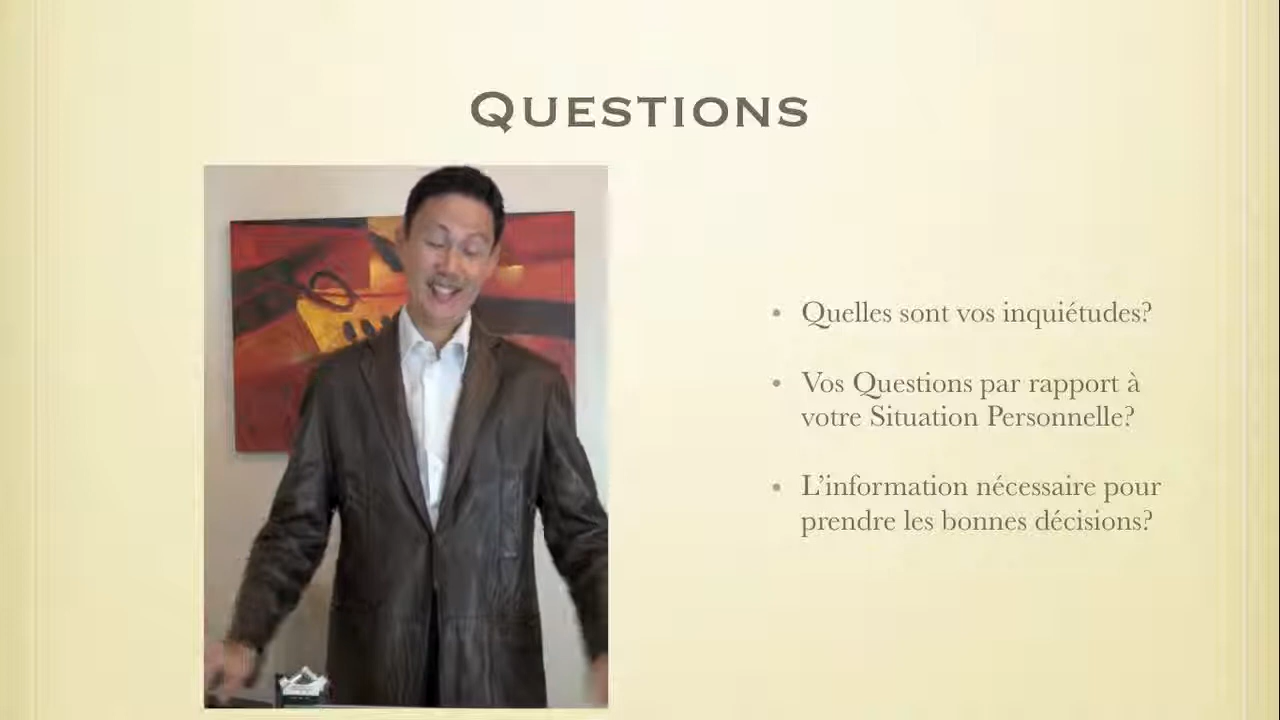 QUESTIONS
• Quelles sont vos inquiétudes?
• Vos Questions par rapport à
votre Situation Personnelle?
• L'information nécessaire pour
prendre les bonnes décisions?